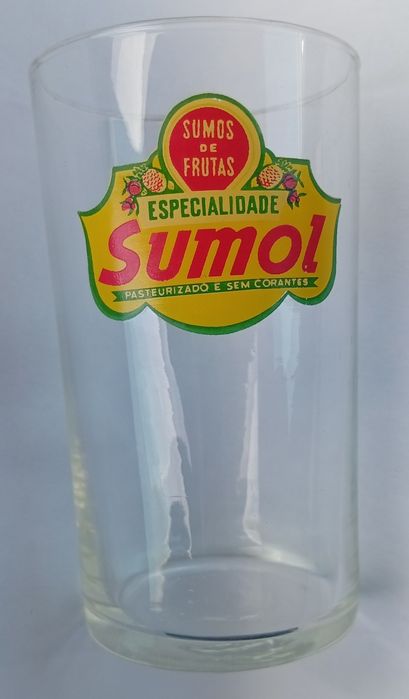 SUMOS
DE
FRUTAS
ESPECIALIDADE
Sumol
PASTEURIZADO E SEM CORANTES